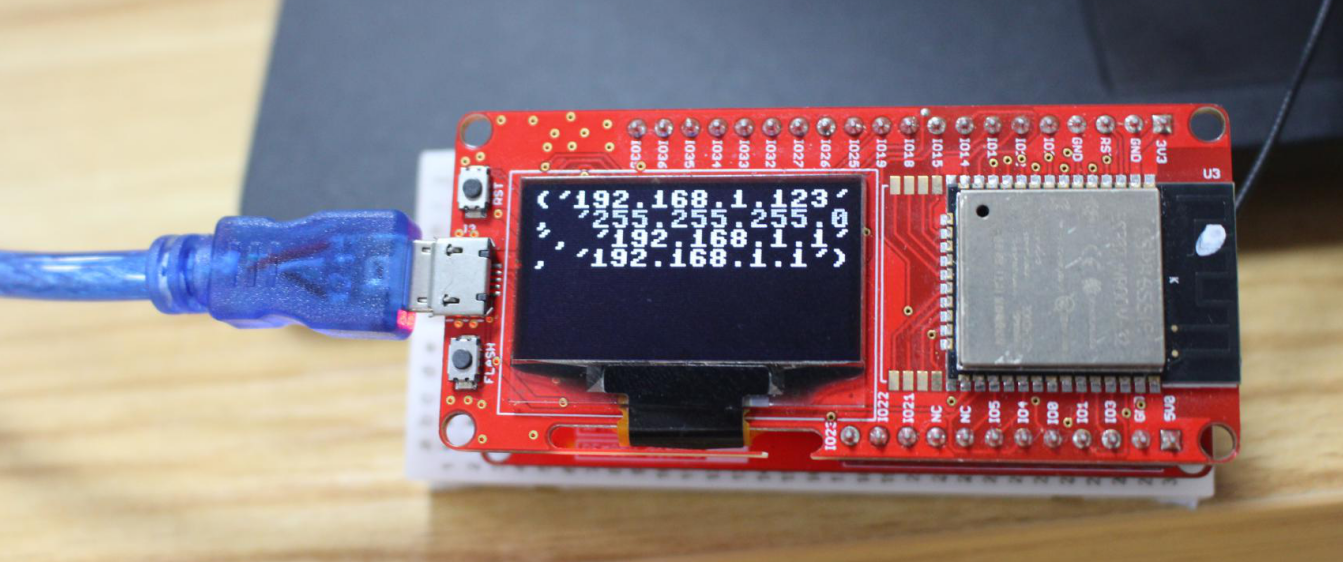 IO39
IO36
IO35
IO34
IO33
IO32
IO27
IO26
IO25
IO19
IO18
IO15
IO14
GND
GND
3V3
RST
U3
('192.168.1.123'
, '255.255.255.0
', '192.168.1.1'
, '192.168.1.1')
K
FLASH
IO23
IO22
IO21
NC
NC
IO5
IO4
IO0
IO1
IO3
5V0